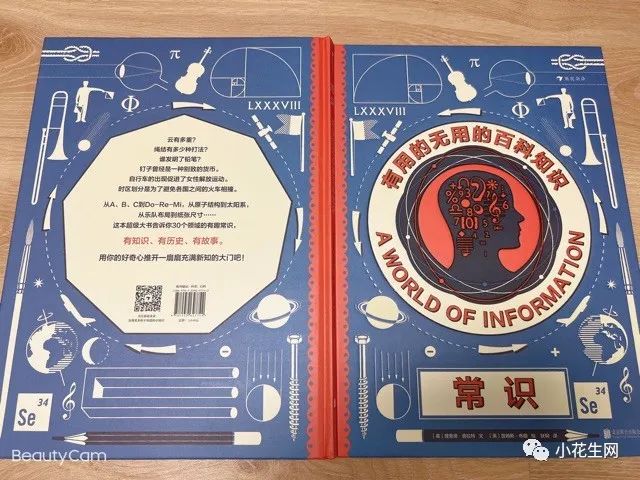 π
LXXXVIII
Φ
云有多重?
绳结有多少种打法?
谁发明了铅笔?
钉子曾经是一种别致的货币。
自行车的出现促进了女性解放运动。
时区划分是为了避免各国之间的火车相撞。
从A、B、C到Do-Re-Mi，从原子结构到太阳系，
从乐队布局到纸张尺寸……
这本超级大书告诉你30个领域的有趣常识，
有知识、有历史、有故事。
用你的好奇心推开一扇扇充满新知的大门吧！
34
Se
π
LXXXVIII
Φ
有用的无用的百科知识
A WORLD OF INFORMATION
常识
34
Se
BeautyCam
小花生网